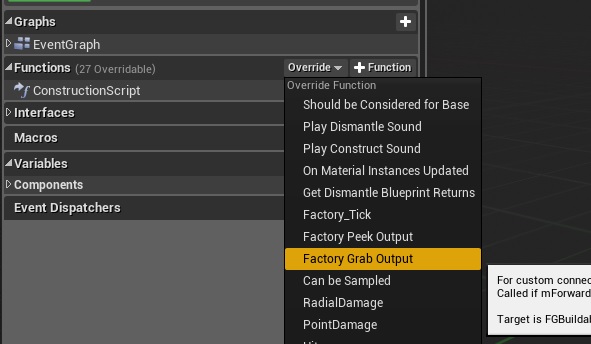 Graphs
EventGraph
Functions (27 Overridable) Override Function
ConstructionScript
Interfaces
Macros
Variables
Components
Event Dispatchers
Override Function
Should be Considered for Base
Play Dismantle Sound
Play Construct Sound
On Material Instances Updated
Get Dismantle Blueprint Returns
Factory_Tick
Factory Peek Output
Factory Grab Output
Can be Sampled
RadialDamage
PointDamage
For custom connec
Called if mForward
Target is FGBuildab